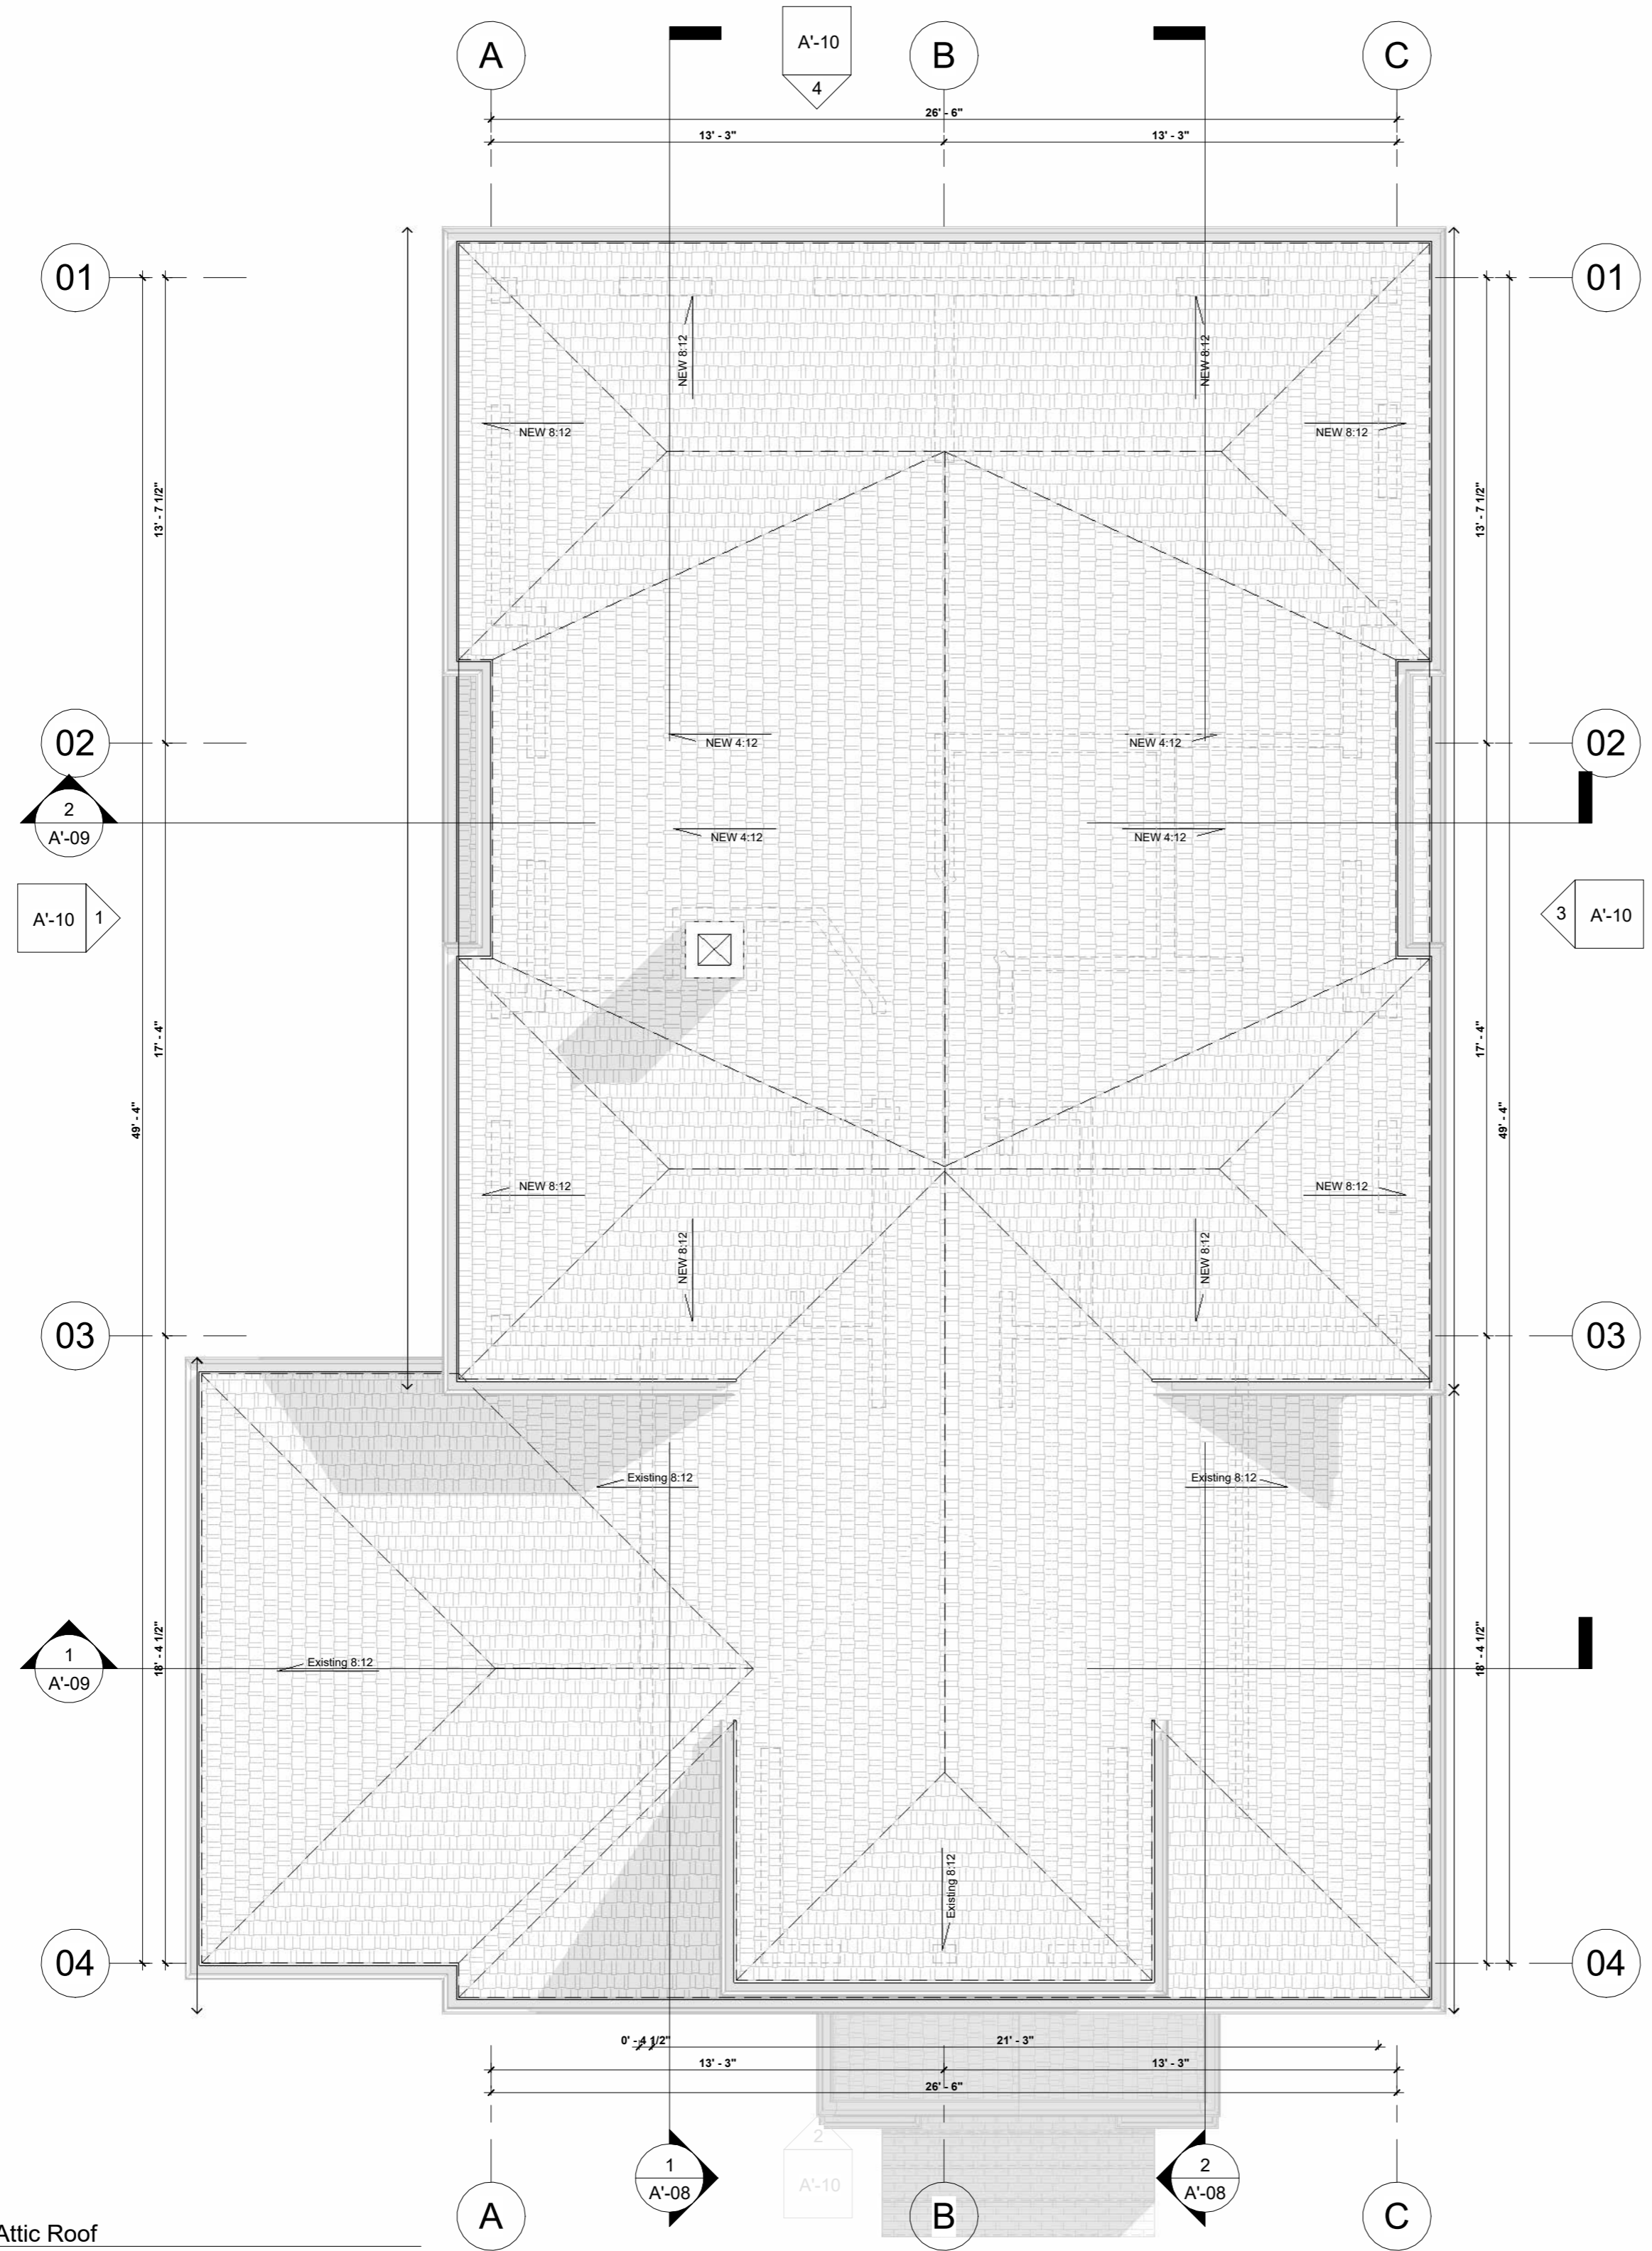 A
B
C
A'-10
4
26' - 6"
13' - 3"
13' - 3"
01
01
NEW 8:12
NEW 8:12
NEW 8:12
NEW 8:12
13' - 7 1/2"
13' - 7 1/2"
02
02
NEW 4:12
NEW 4:12
2
A'-09
NEW 4:12
NEW 4:12
A'-10
1
3
A'-10
17' - 4"
17' - 4"
49' - 4"
49' - 4"
NEW 8:12
NEW 8:12
NEW 8:12
NEW 8:12
03
03
Existing 8:12
Existing 8:12
18' - 4 1/2"
18' - 4 1/2"
1
A'-09
Existing 8:12
Existing 8:12
04
04
0' - 4 1/2"
21' - 3"
13' - 3"
13' - 3"
26' - 6"
2
A'-10
1
A'-08
2
A'-08
A
B
C
Attic Roof